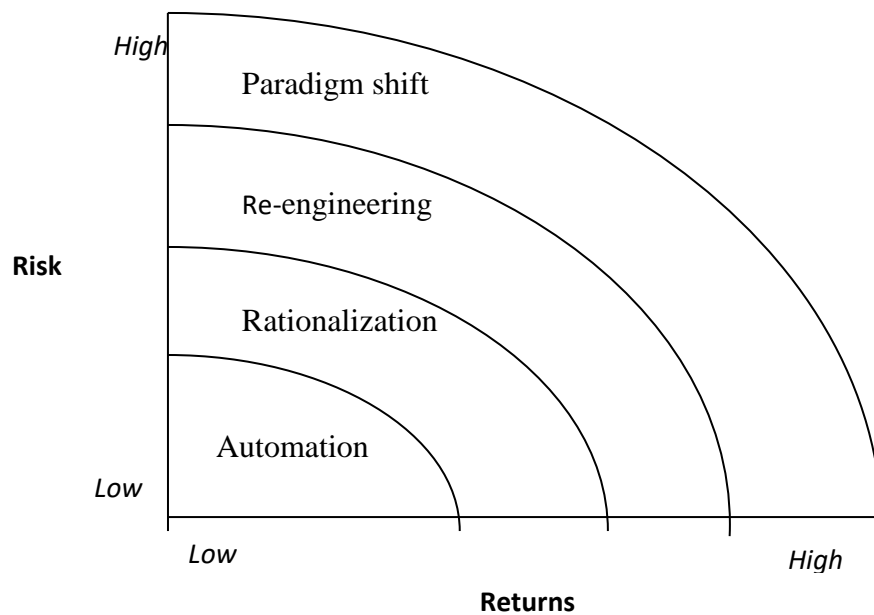 High
Paradigm shift
Re-engineering
Risk
Rationalization
Automation
Low
Low
High
Returns